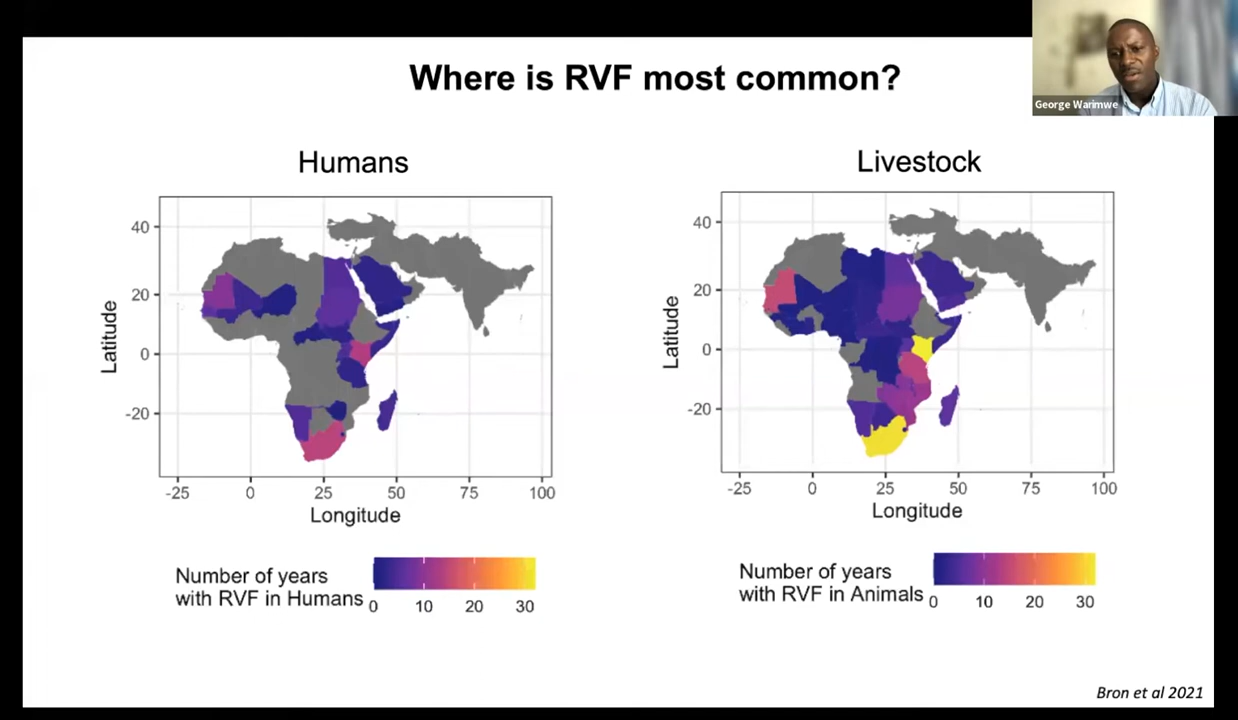 Where is RVF most common?
George Warimwe
Humans
Livestock
40
20
0
-20
Latitude
-25 0 25 50 75 100
Longitude
40
20
0
-20
Latitude
-25 0 25 50 75 100
Longitude
Number of years
with RVF in Humans
0 10 20 30
Number of years
with RVF in Animals
0 10 20 30
Bron et al 2021